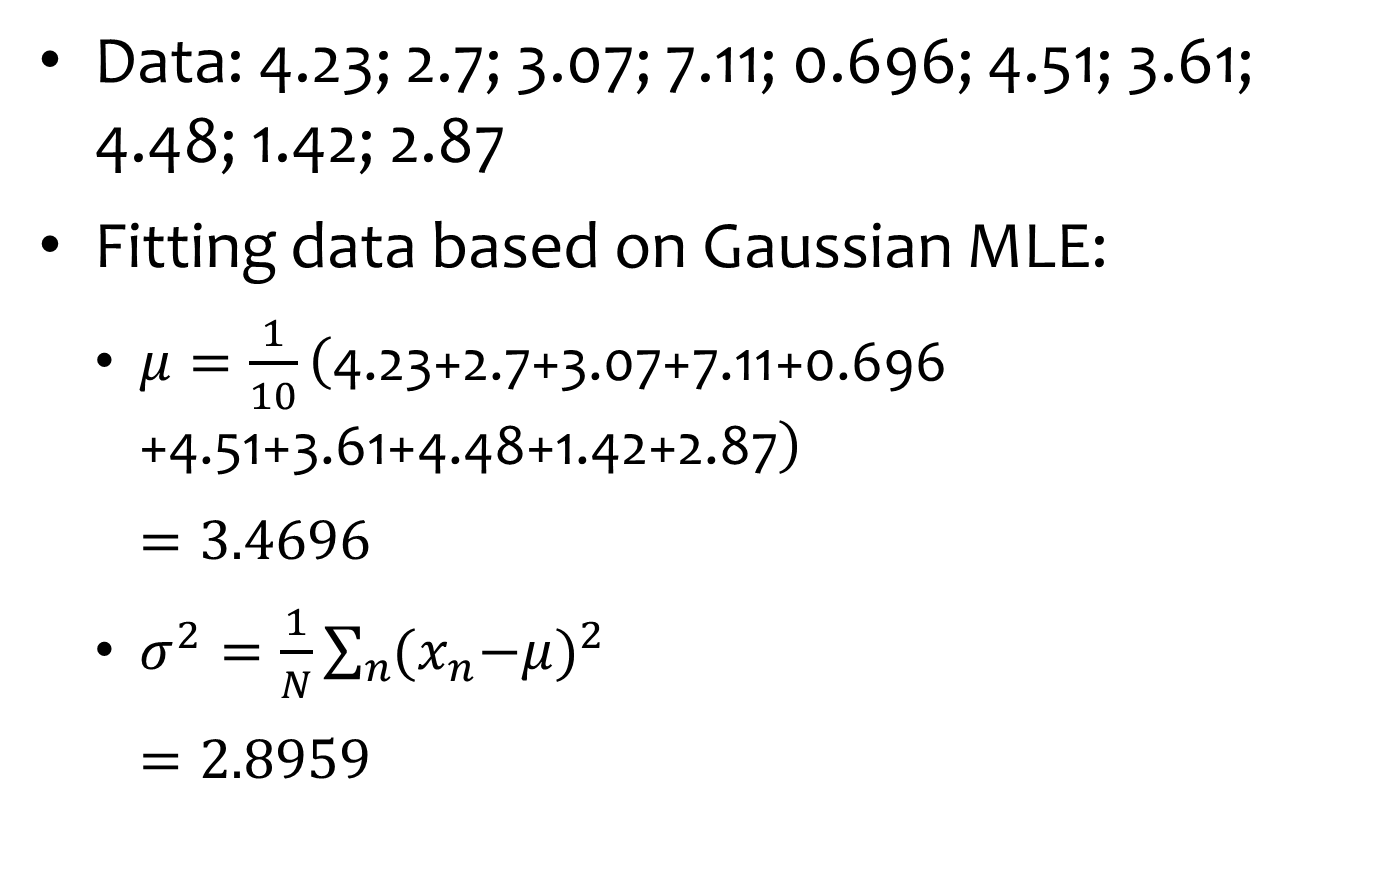 • Data: 4.23; 2.7; 3.07; 7.11; 0.696; 4.51; 3.61;
4.48; 1.42; 2.87
• Fitting data based on Gaussian MLE:
• μ = 1/10 (4.23+2.7+3.07+7.11+0.696
+4.51+3.61+4.48+1.42+2.87)
= 3.4696
• σ² = 1/N ∑ₙ(xₙ−μ)²
= 2.8959